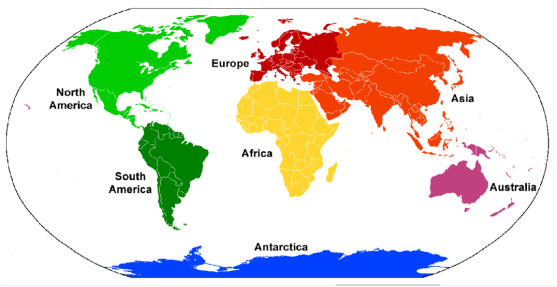 Europe
North
America
Asia
Africa
South
America
Australia
Antarctica